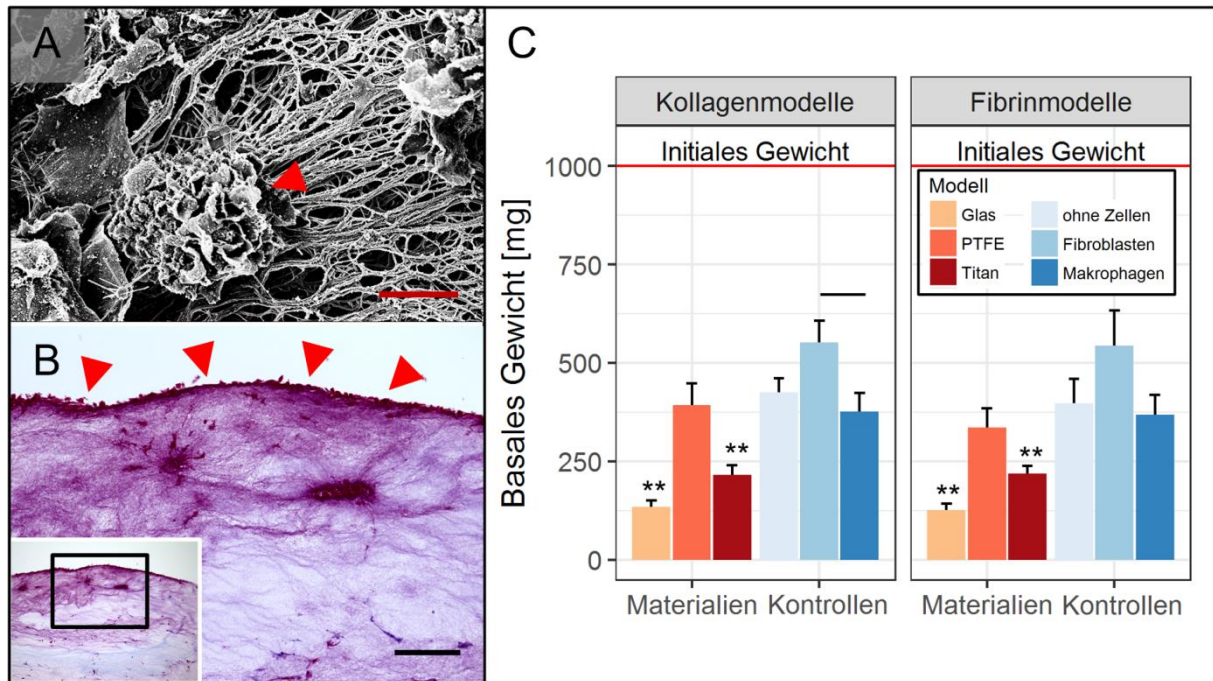 A
B
C
Kollagenmodelle
Fibrinmodelle
Initiales Gewicht
Initiales Gewicht
Basales Gewicht [mg]
1000
750
500
250
0
Modell
Glas
ohne Zellen
PTFE
Fibroblasten
Titan
Makrophagen
**
**
**
**
Materialien
Kontrollen
Materialien
Kontrollen